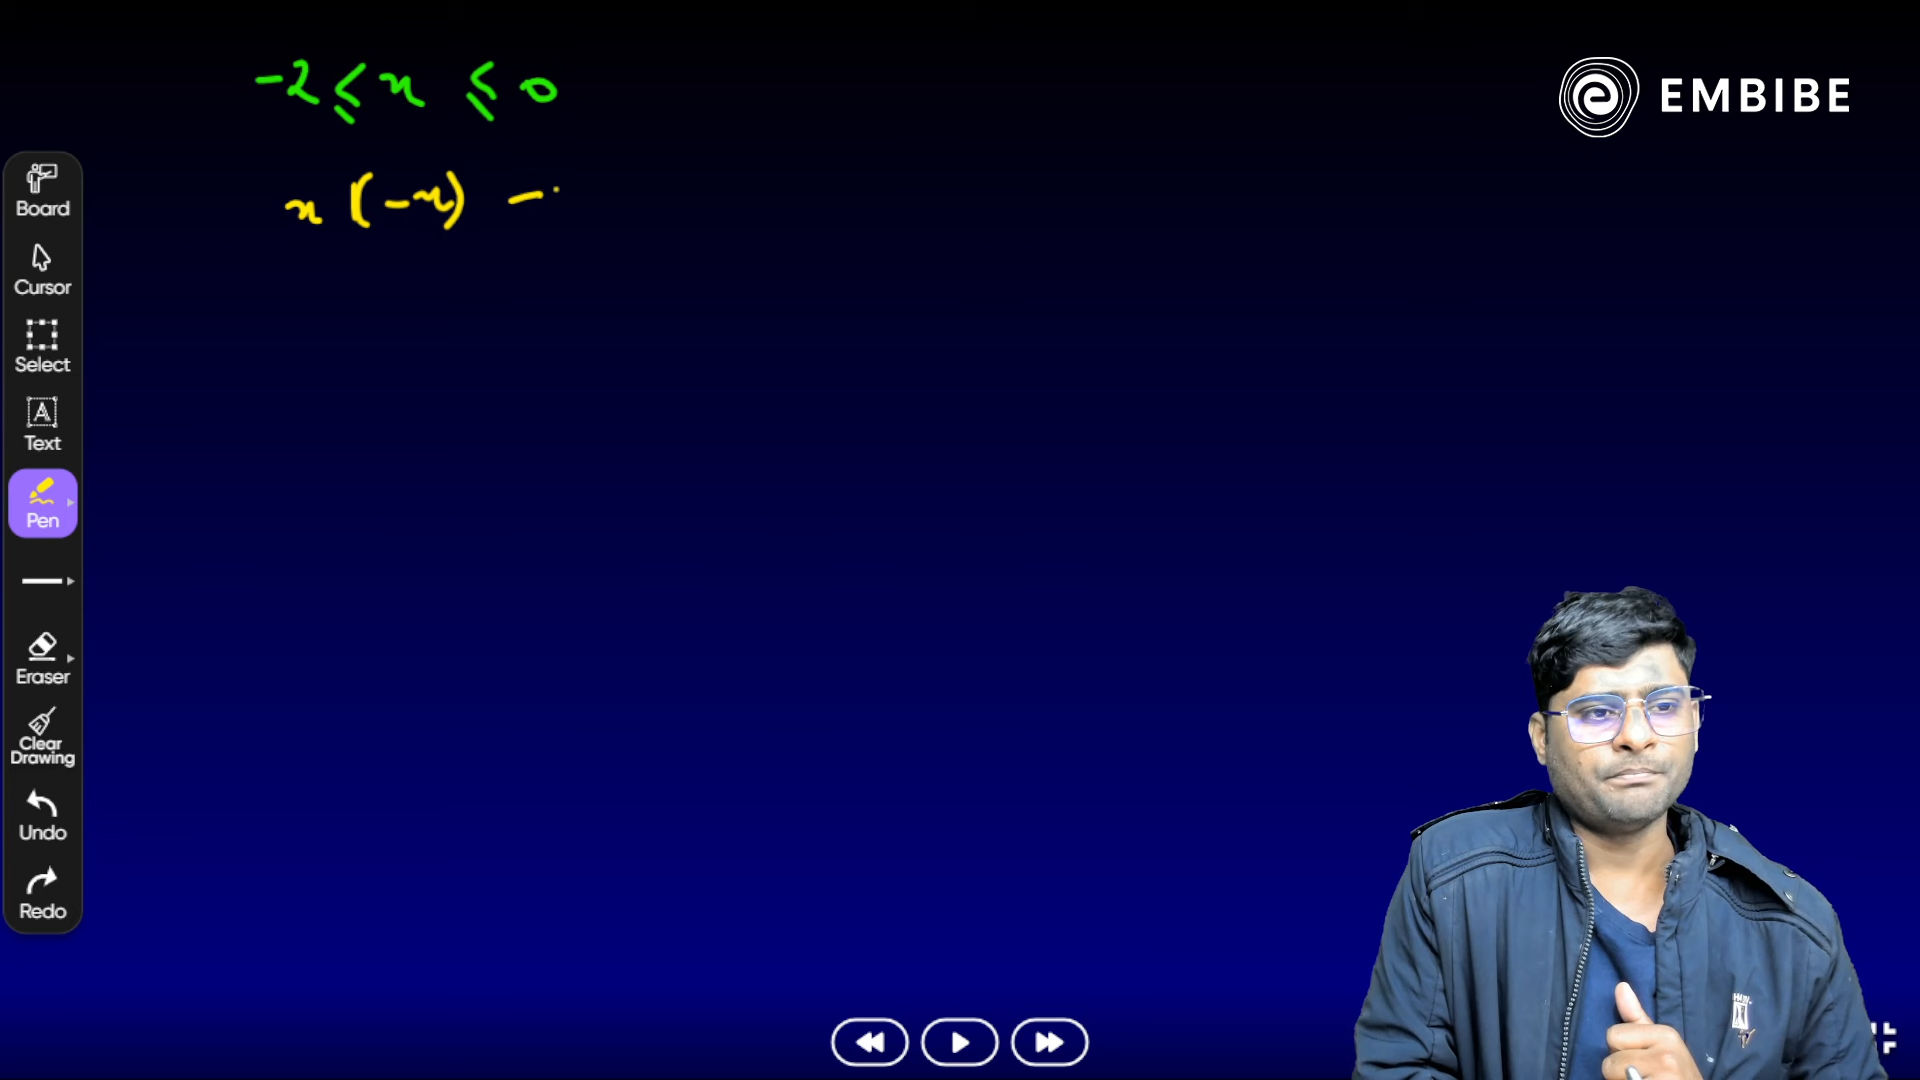 -2 ≤ x ≤ 0
EMBIBE
x (-x) -
Board
Cursor
Select
Text
Pen
Eraser
Clear
Drawing
Undo
Redo